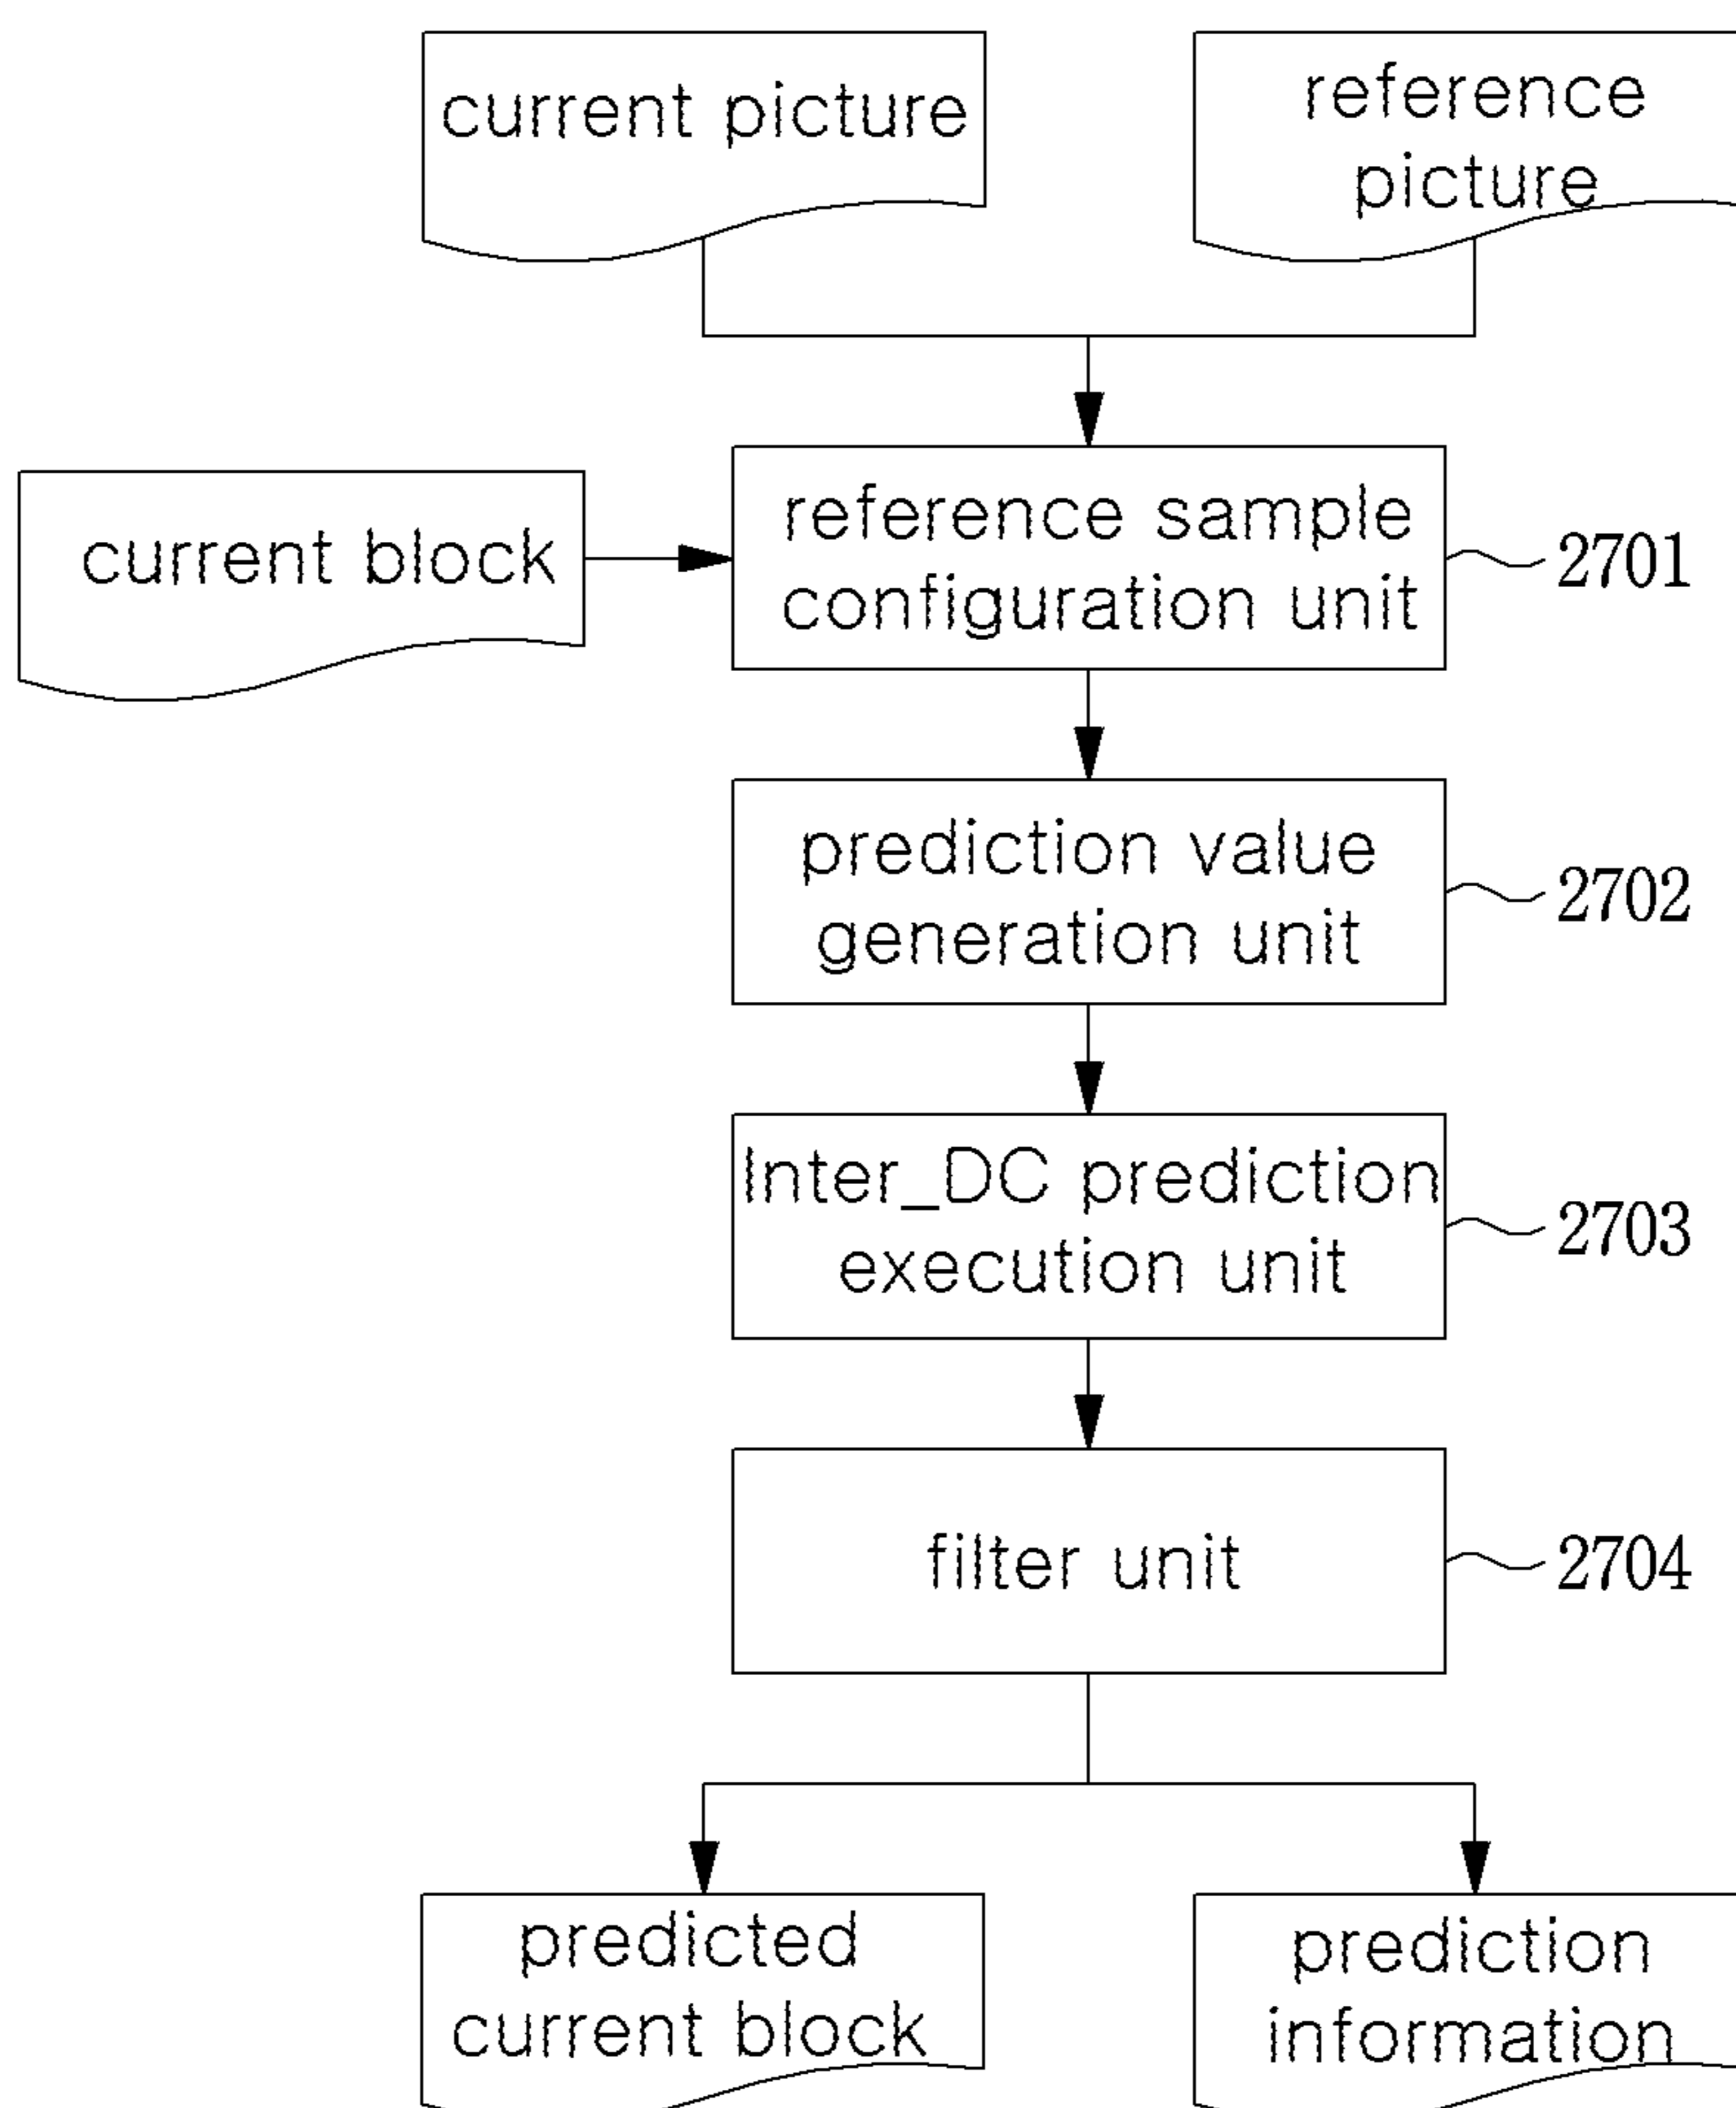 current picture
reference
picture
current block
reference sample
configuration unit
2701
prediction value
generation unit
2702
Inter_DC prediction
execution unit
2703
filter unit
2704
predicted
current block
prediction
information